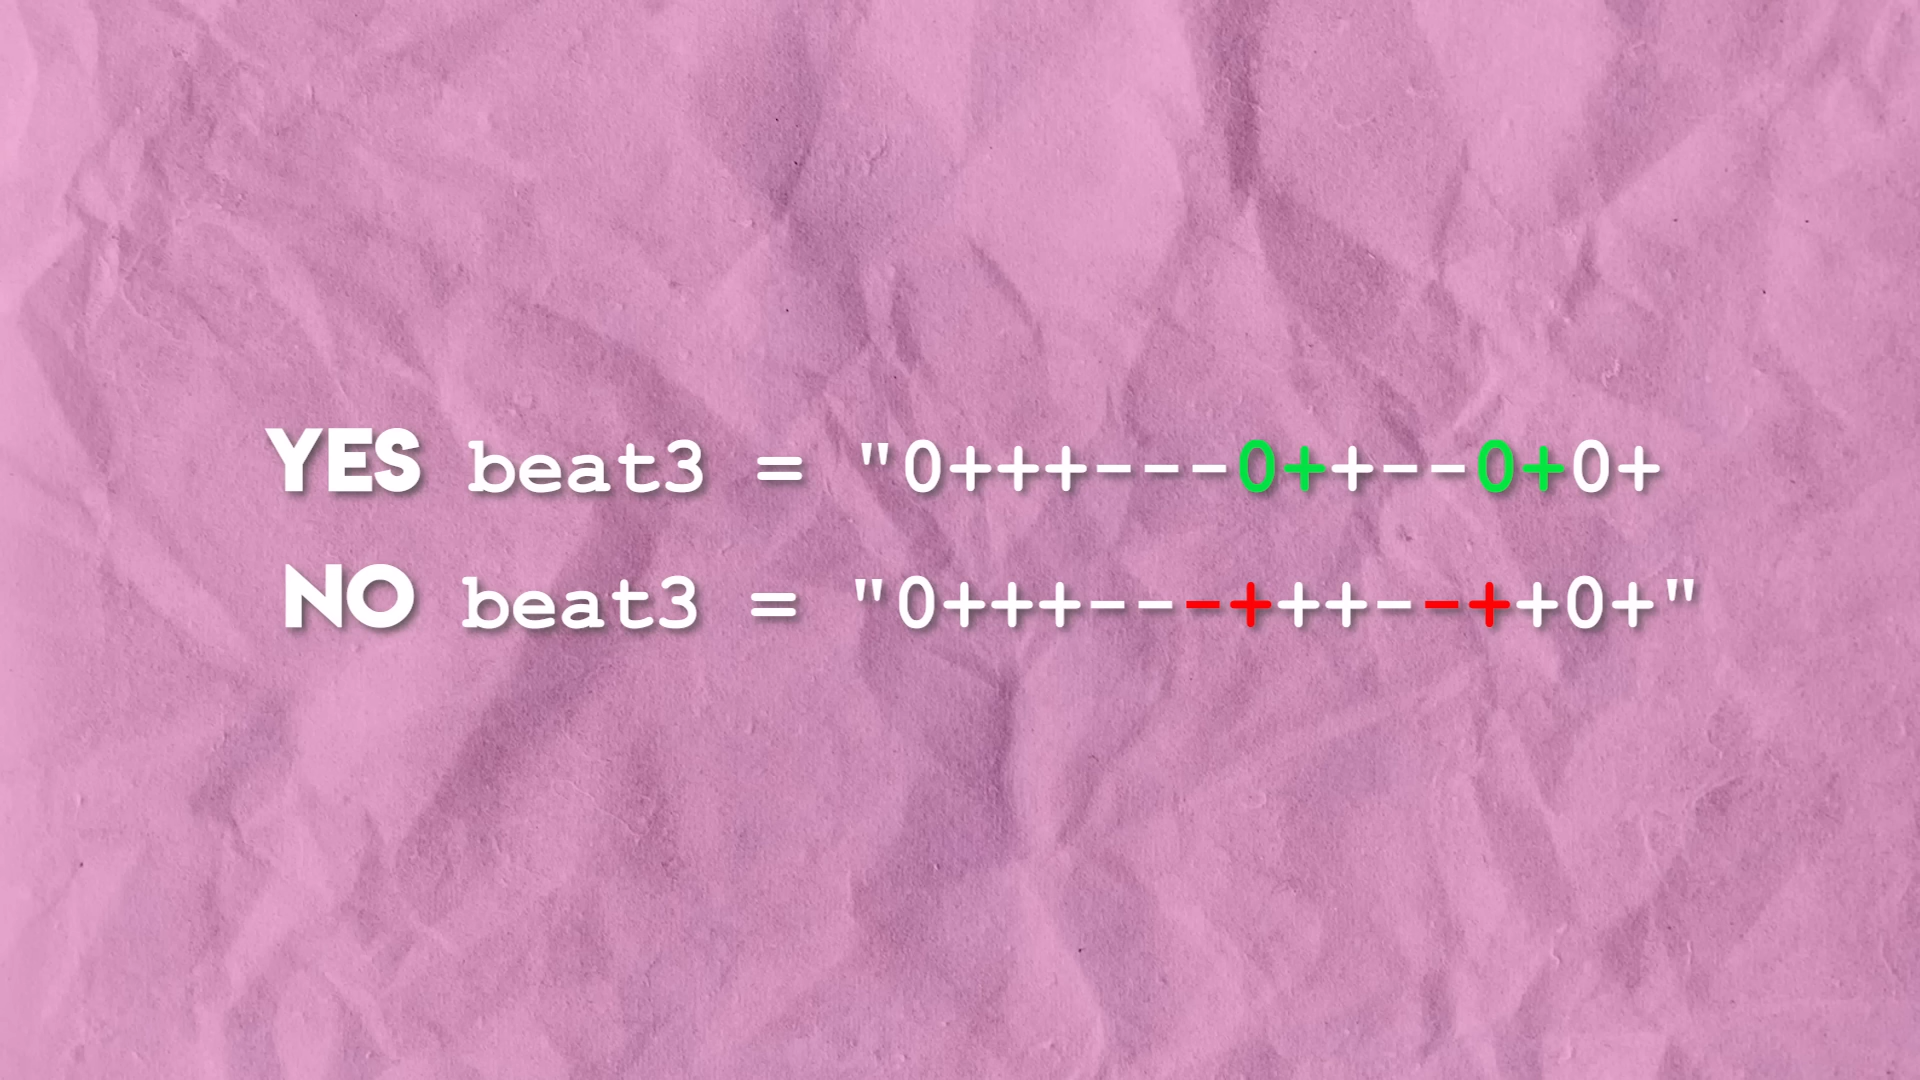 YES beat3 = "0+++---0++--0+0+
NO beat3 = "0+++---+++--++0+"